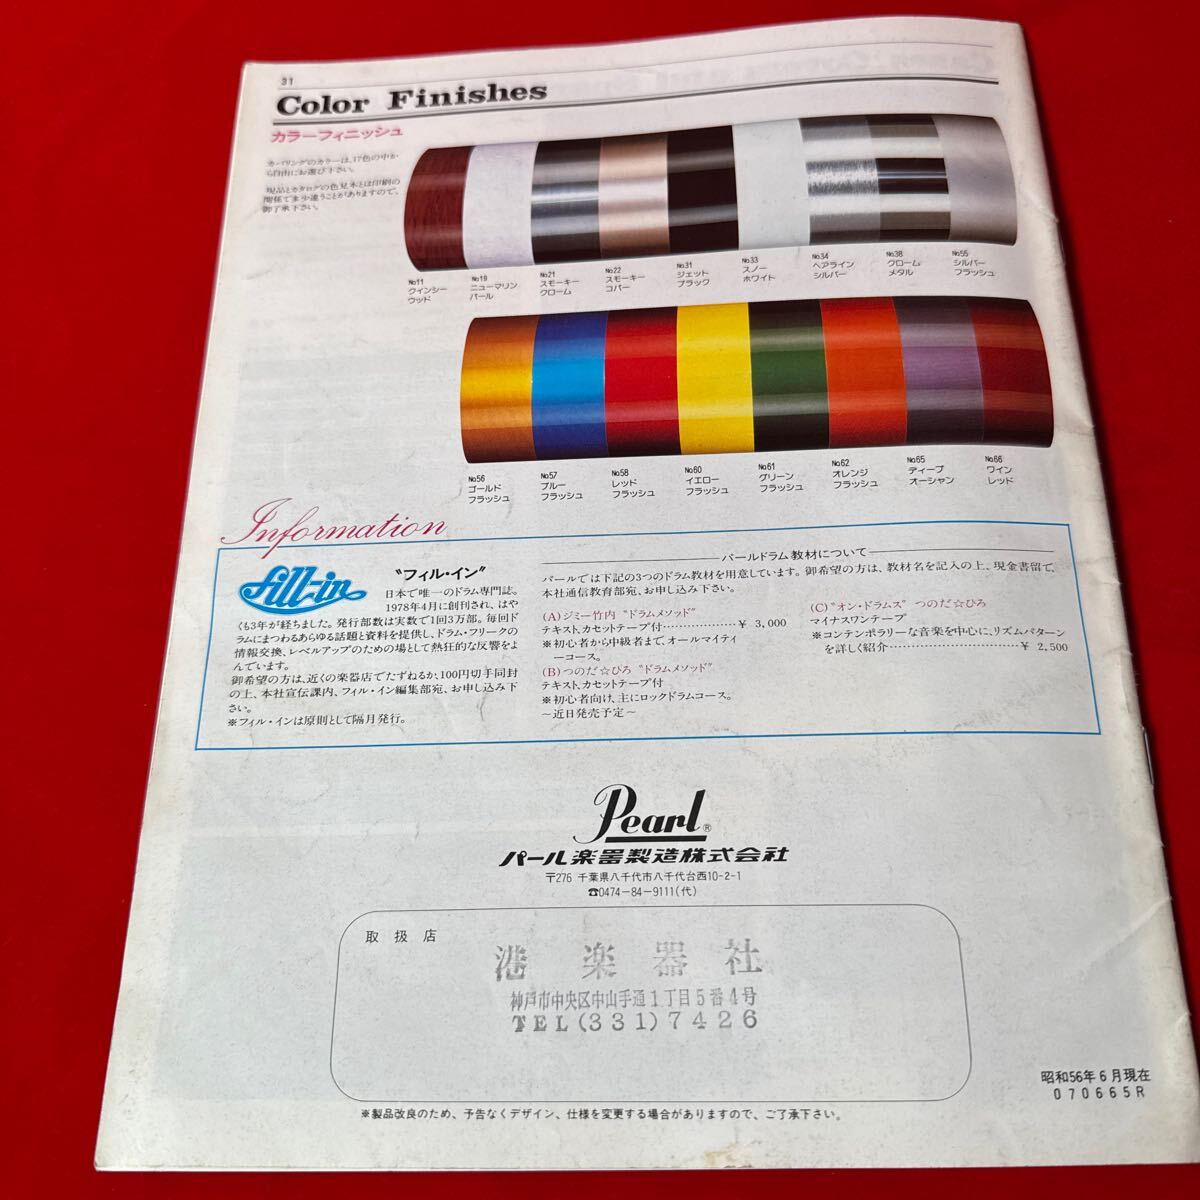 31
Color Finishes
カラーフィニッシュ
カバリングのカラーは、17色の中か
ら自由にお選び下さい。
現品とカタログの色見本とは印刷の
関係で多少違うことがありますので、
御了承下さい。
No11
クインシー
ウッド
No19
ニューマリン
パール
No21
スモーキー
クローム
No22
スモーキー
コパー
No31
ジェット
ブラック
No33
スノー
ホワイト
No34
ヘアライン
シルバー
No38
クローム
メタル
No55
シルバー
フラッシュ
No56
ゴールド
フラッシュ
No57
ブルー
フラッシュ
No58
レッド
フラッシュ
No60
イエロー
フラッシュ
No61
グリーン
フラッシュ
No62
オレンジ
フラッシュ
No65
ディープ
オーシャン
No66
ワイン
レッド
Information
fill-in
〝フィル・イン〟
日本で唯一のドラム専門誌。
1978年4月に創刊され、はや
くも3年が経ちました。発行部数は実数で1回3万部。毎回ド
ラムにまつわるあらゆる話題と資料を提供し、ドラム・フリークの
情報交換、レベルアップのための場として熱狂的な反響をよ
んでいます。
御希望の方は、近くの楽器店でたずねるか、100円切手同封
の上、本社宣伝課内、フィル・イン編集部宛、お申し込み下
さい。
※フィル・インは原則として隔月発行。
パールドラム教材について
パールでは下記の3つのドラム教材を用意しています。御希望の方は、教材名を記入の上、現金書留で、
本社通信教育部宛、お申し込み下さい。
(A)ジミー竹内〝ドラムメソッド〟
テキスト、カセットテープ付……………¥3,000
※初心者から中級者まで、オールマイティ
ーコース。
(B)つのだ☆ひろ〝ドラムメソッド〟
テキスト、カセットテープ付
※初心者向け、主にロックドラムコース。
～近日発売予定～
(C)〝オン・ドラムス〟つのだ☆ひろ
マイナスワンテープ
※コンテンポラリーな音楽を中心に、リズムパターン
を詳しく紹介……………………¥2,500
Pearl®
パール楽器製造株式会社
〒276 千葉県八千代市八千代台西10-2-1
☎0474-84-9111(代)
取扱店
港楽器社
神戸市中央区中山手通1丁目5番4号
TEL(331)7426
昭和56年6月現在
070665R
※製品改良のため、予告なくデザイン、仕様を変更する場合がありますので、ご了承下さい。